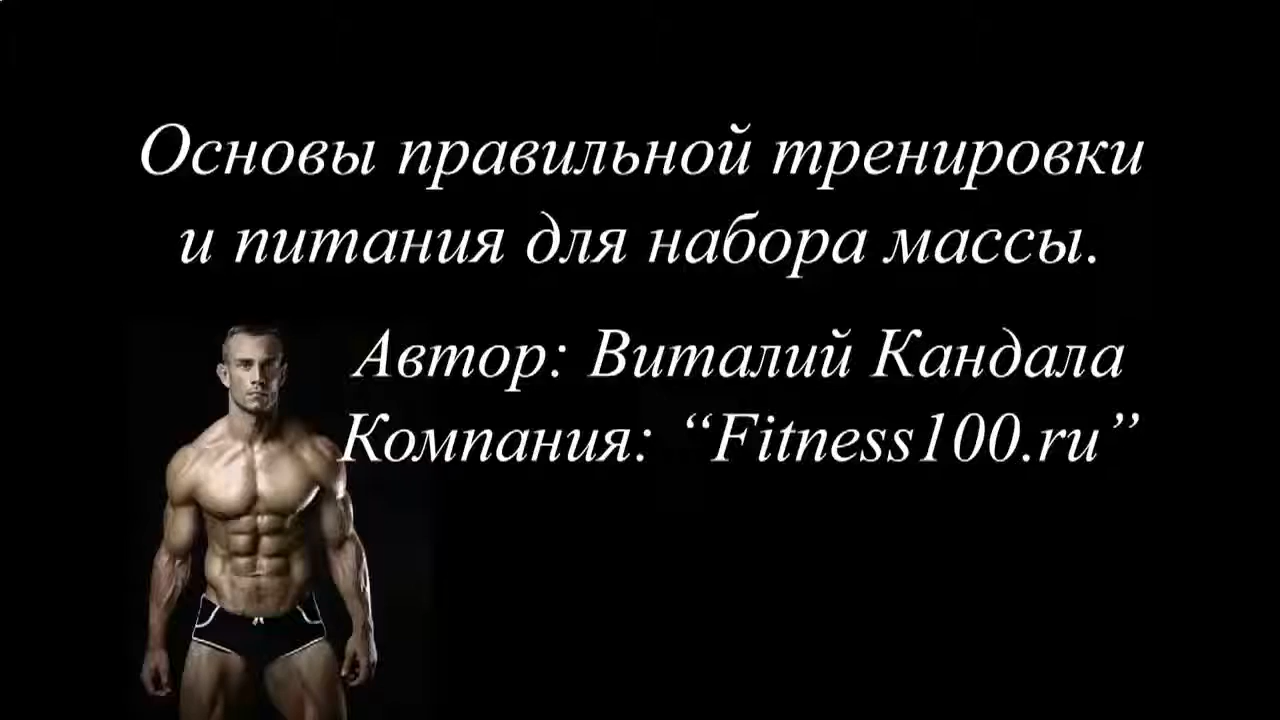 Основы правильной тренировки
и питания для набора массы.
Автор: Виталий Кандала
Компания: “Fitness100.ru”